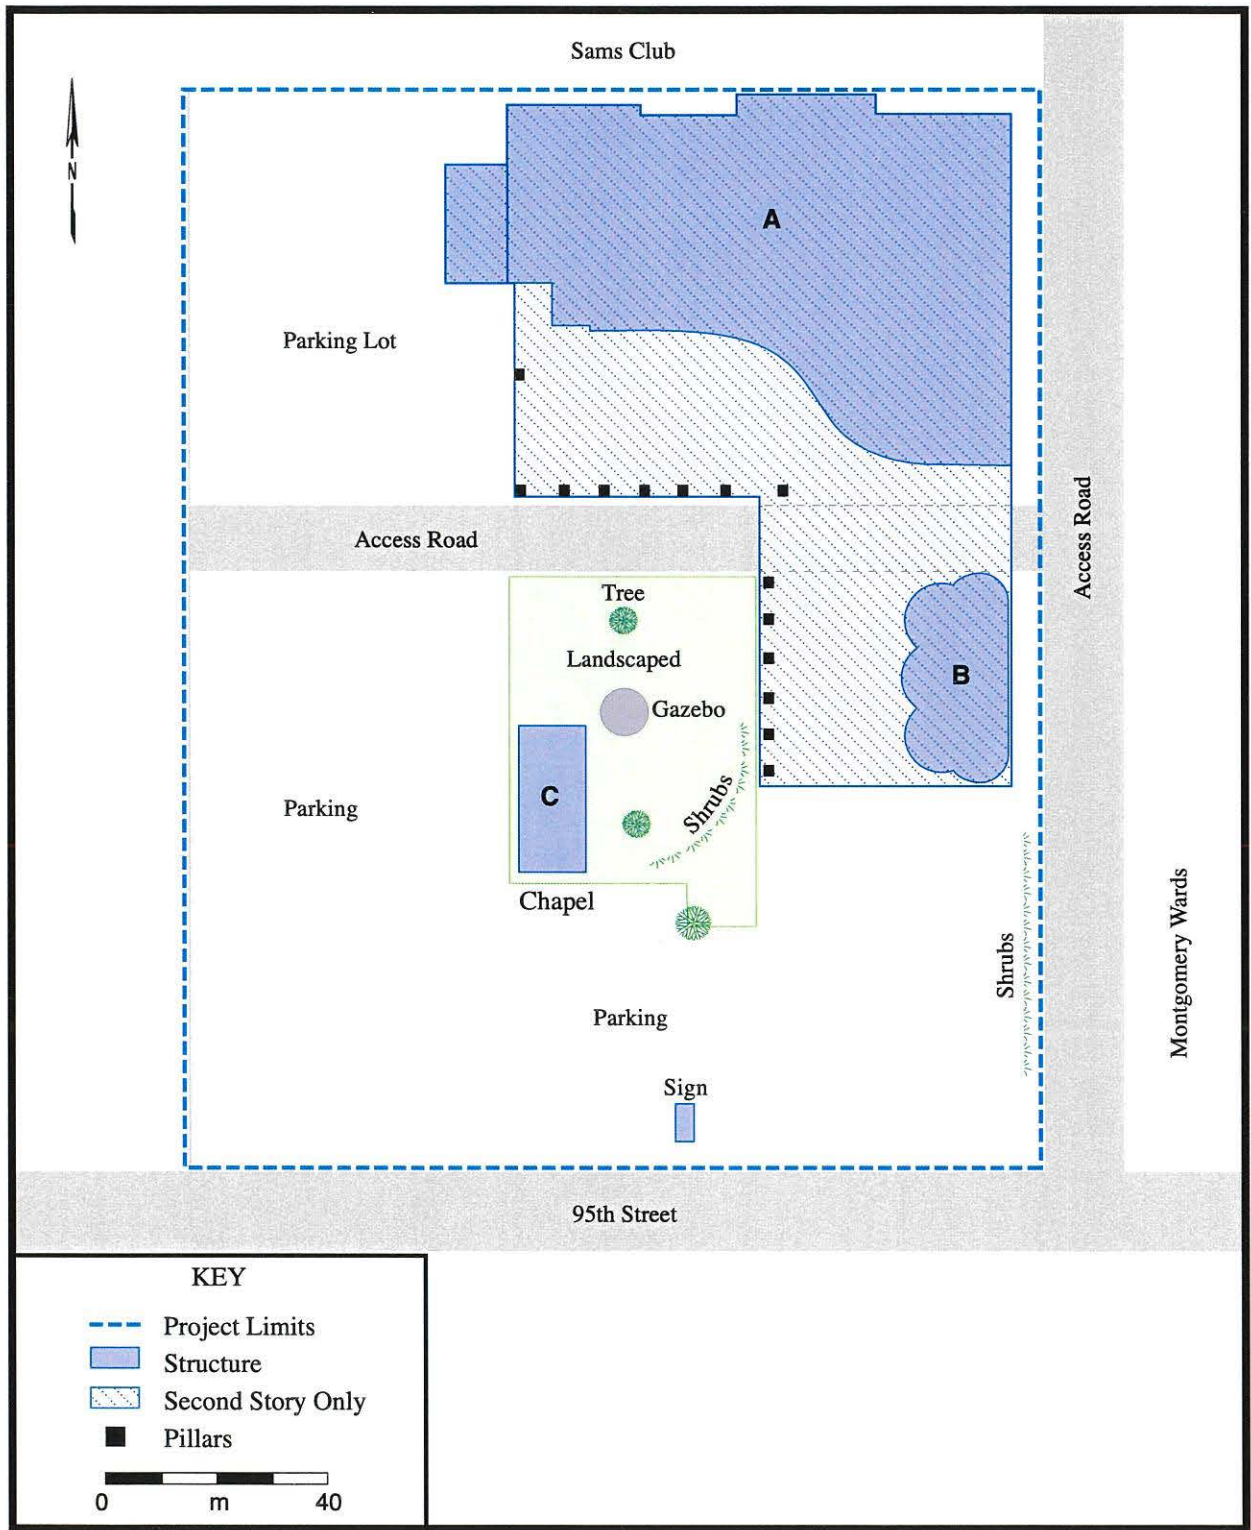 Sams Club
N
A
Parking Lot
Access Road
Access Road
Tree
Landscaped
Gazebo
B
Shrubs
C
Parking
Chapel
Shrubs
Montgomery Wards
Parking
Sign
95th Street
KEY
Project Limits
Structure
Second Story Only
Pillars
0 m 40